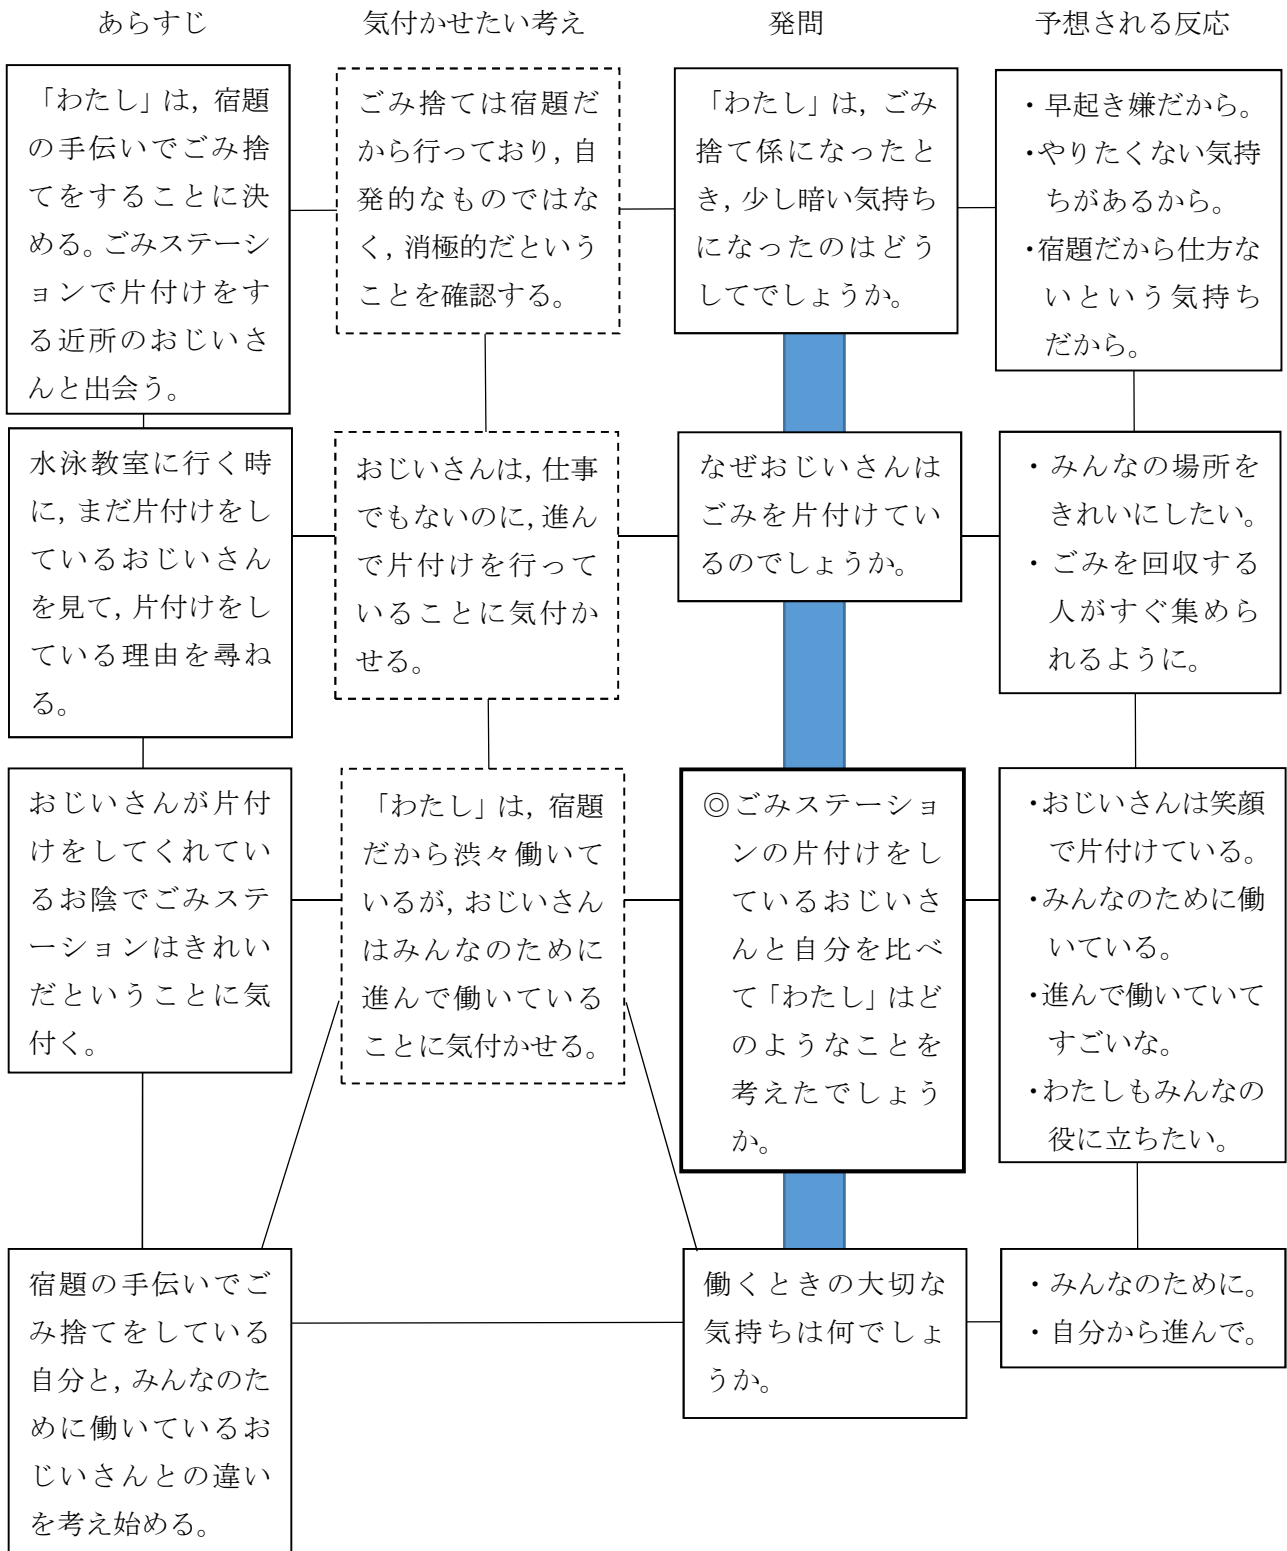 あらすじ
気付かせたい考え
発問
予想される反応
「わたし」は，宿題
の手伝いでごみ捨
てをすることに決
める。ごみステーシ
ョンで片付けをす
る近所のおじいさ
んと出会う。
ごみ捨ては宿題だ
から行っており，自
発的なものではな
く，消極的だという
ことを確認する。
「わたし」は，ごみ
捨て係になったと
き，少し暗い気持ち
になったのはどう
してでしょうか。
・早起き嫌だから。
・やりたくない気持
ちがあるから。
・宿題だから仕方な
いという気持ち
だから。
水泳教室に行く時
に，まだ片付けをし
ているおじいさん
を見て，片付けをし
ている理由を尋ね
る。
おじいさんは，仕事
でもないのに，進ん
で片付けを行って
いることに気付か
せる。
なぜおじいさんは
ごみを片付けてい
るのでしょうか。
・みんなの場所を
きれいにしたい。
・ごみを回収する
人がすぐ集めら
れるように。
おじいさんが片付
けをしてくれてい
るお陰でごみステ
ーションはきれい
だということに気
付く。
「わたし」は，宿題
だから渋々働いて
いるが，おじいさん
はみんなのために
進んで働いている
ことに気付かせる。
◎ごみステーショ
ンの片付けをし
ているおじいさ
んと自分を比べ
て「わたし」はど
のようなことを
考えたでしょう
か。
・おじいさんは笑顔
で片付けている。
・みんなのために働
いている。
・進んで働いていて
すごいな。
・わたしもみんなの
役に立ちたい。
宿題の手伝いでご
み捨てをしている
自分と，みんなのた
めに働いているお
じいさんとの違い
を考え始める。
働くときの大切な
気持ちは何でしょ
うか。
・みんなのために。
・自分から進んで。